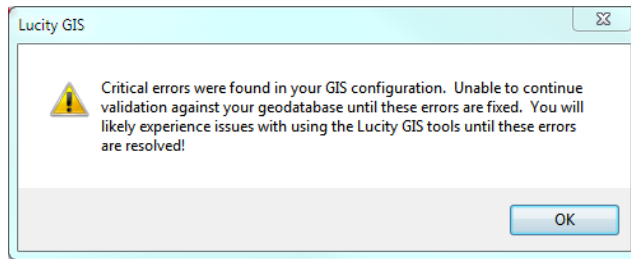 Lucity GIS
Critical errors were found in your GIS configuration.  Unable to continue
validation against your geodatabase until these errors are fixed.  You will
likely experience issues with using the Lucity GIS tools until these errors
are resolved!
OK